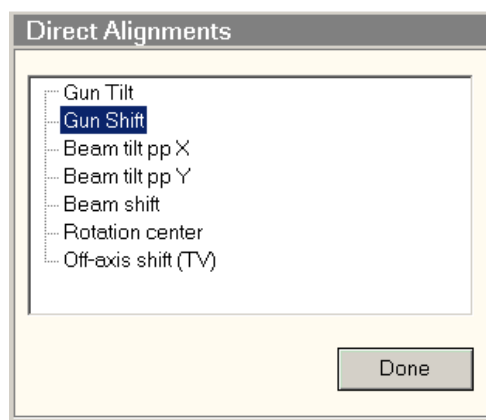 Direct Alignments
Gun Tilt
Gun Shift
Beam tilt pp X
Beam tilt pp Y
Beam shift
Rotation center
Off-axis shift (TV)
Done